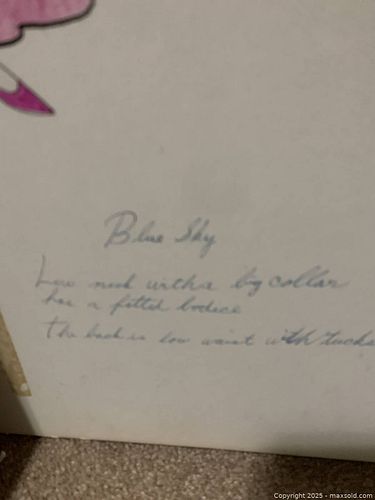 Blue Sky
Low neck with a big collar
has a fitted bodice
The back is low waist with tucks
Copyright 2025 - maxsold.com